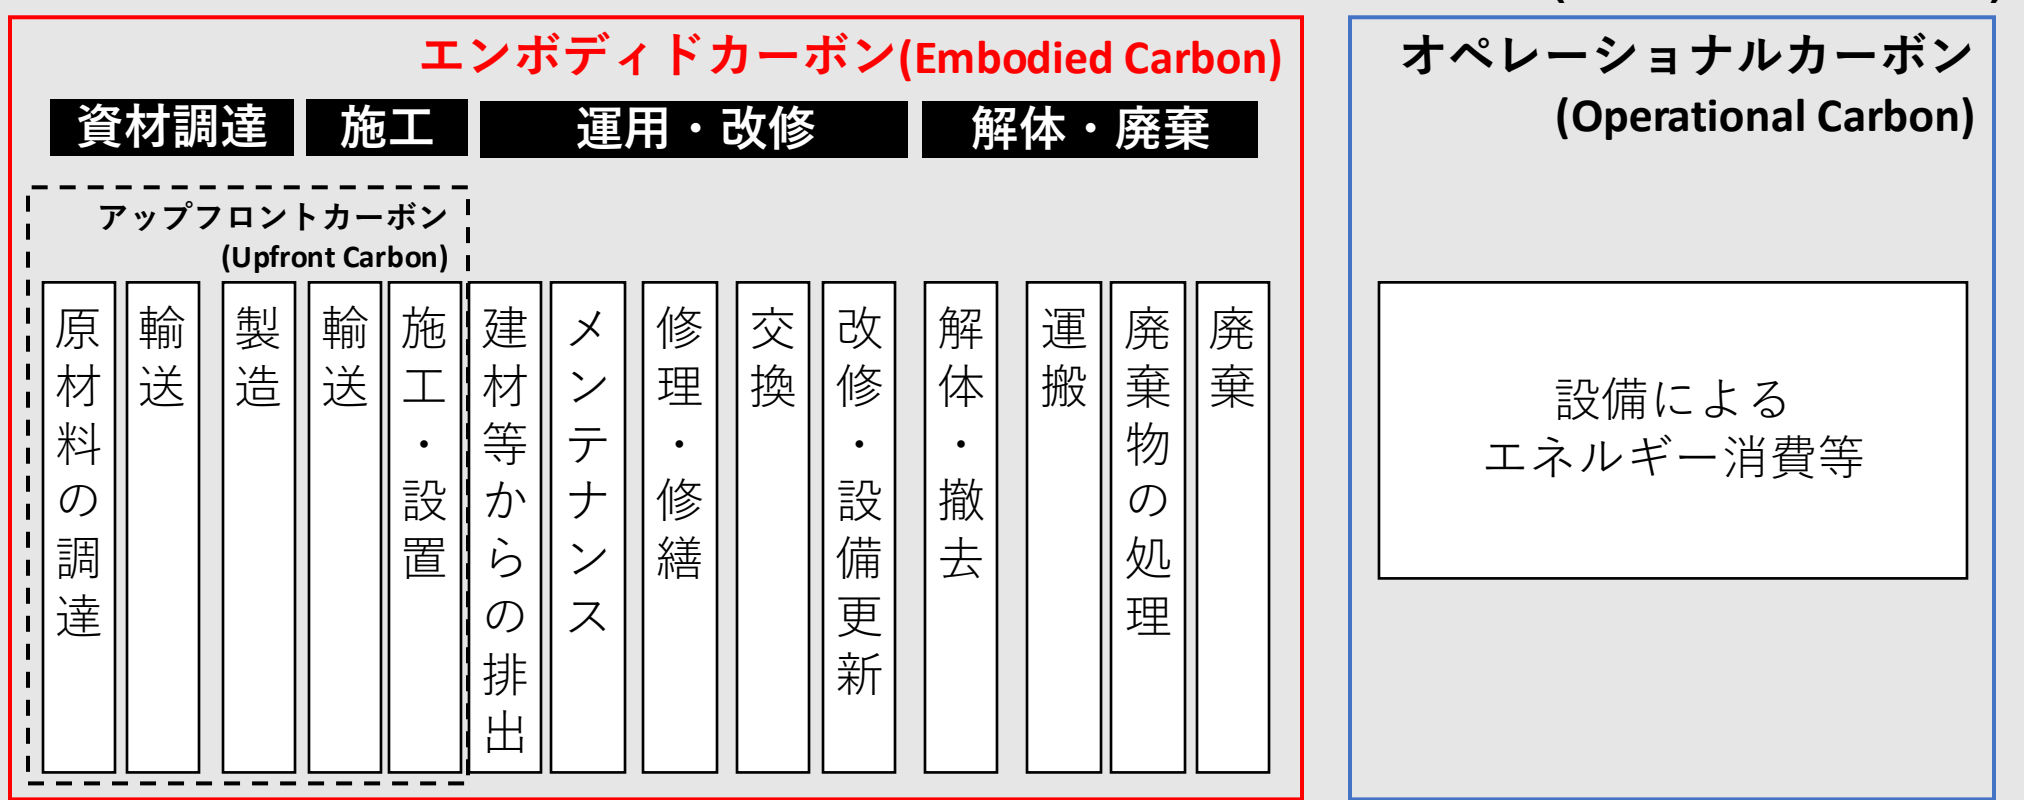 エンボディドカーボン(Embodied Carbon)
資材調達
施工
運用・改修
解体・廃棄
アップフロントカーボン
(Upfront Carbon)
原材料の調達
輸送
製造
輸送
施工・設置
建材等からの排出
メンテナンス
修理・修繕
交換
改修・設備更新
解体・撤去
運搬
廃棄物の処理
廃棄
オペレーショナルカーボン
(Operational Carbon)
設備による
エネルギー消費等